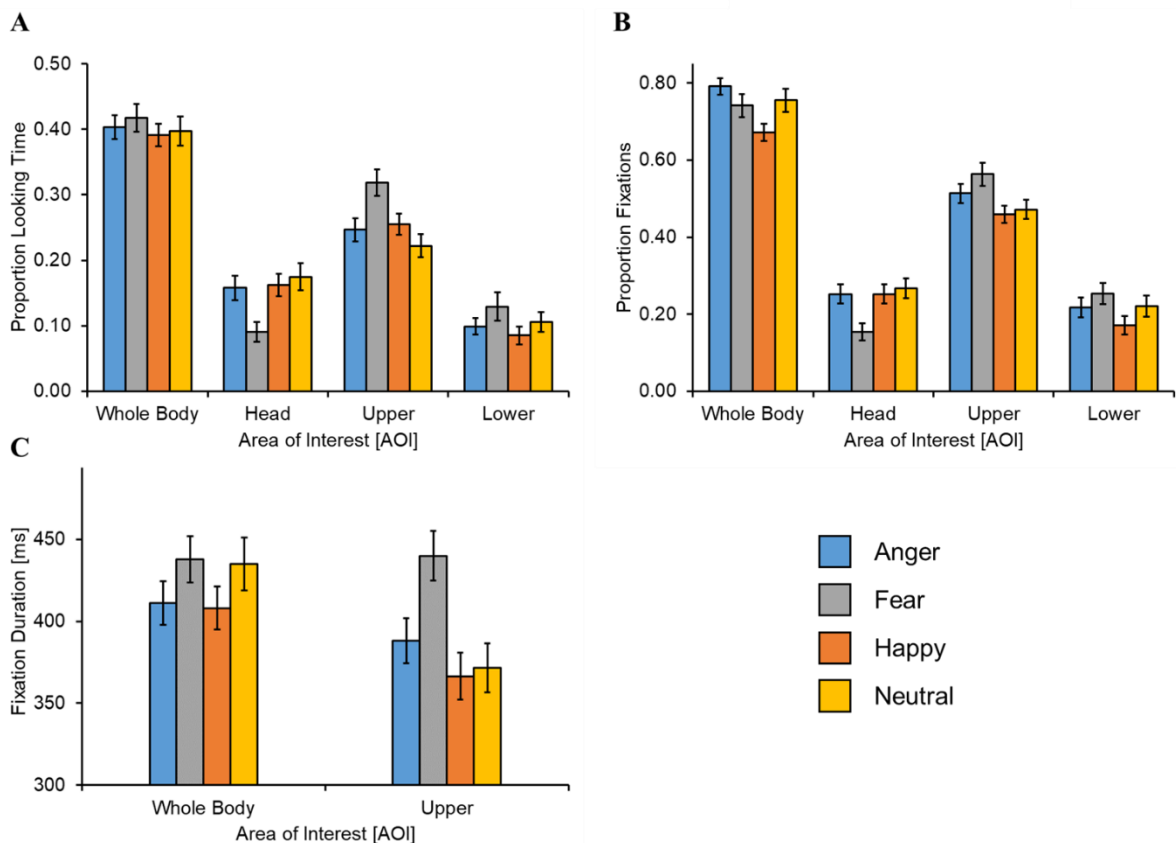 A
0.50
0.40
0.30
0.20
0.10
0.00
Proportion Looking Time
Whole Body Head Upper Lower
Area of Interest [AOI]
B
0.80
0.60
0.40
0.20
0.00
Proportion Fixations
Whole Body Head Upper Lower
Area of Interest [AOI]
C
450
400
350
300
Fixation Duration [ms]
Whole Body Upper
Area of Interest [AOI]
Anger
Fear
Happy
Neutral